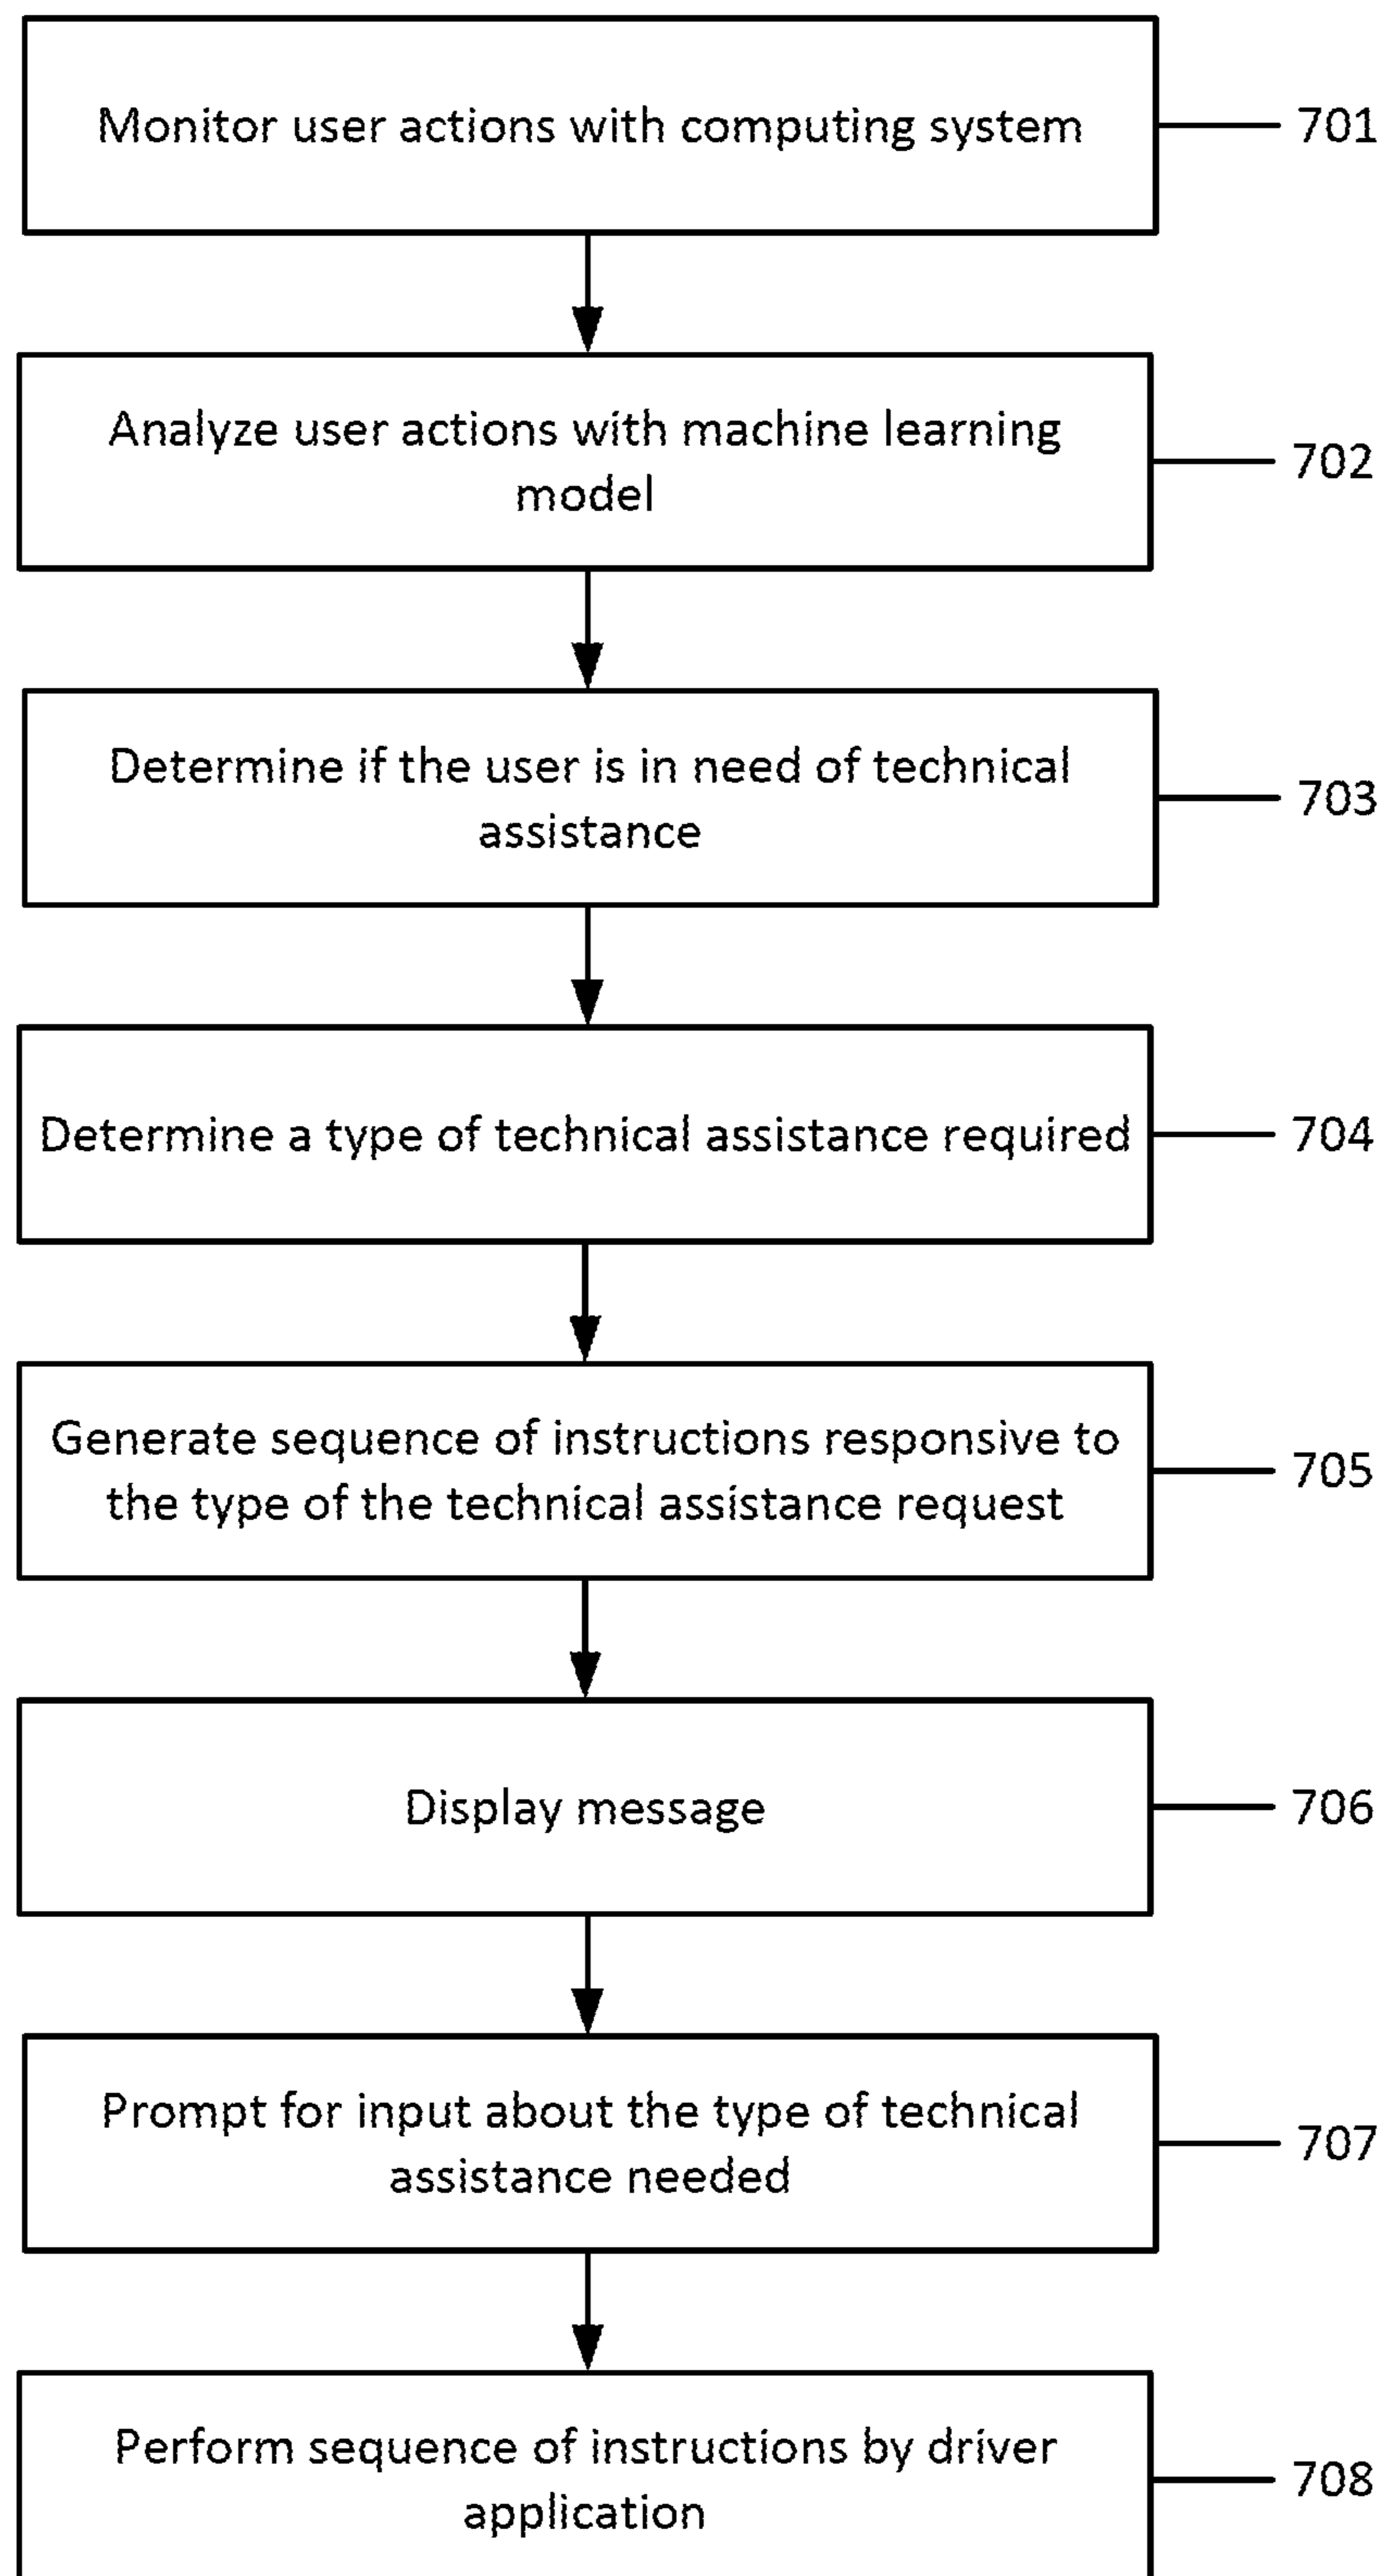 Monitor user actions with computing system
701
Analyze user actions with machine learning
model
702
Determine if the user is in need of technical
assistance
703
Determine a type of technical assistance required
704
Generate sequence of instructions responsive to
the type of the technical assistance request
705
Display message
706
Prompt for input about the type of technical
assistance needed
707
Perform sequence of instructions by driver
application
708